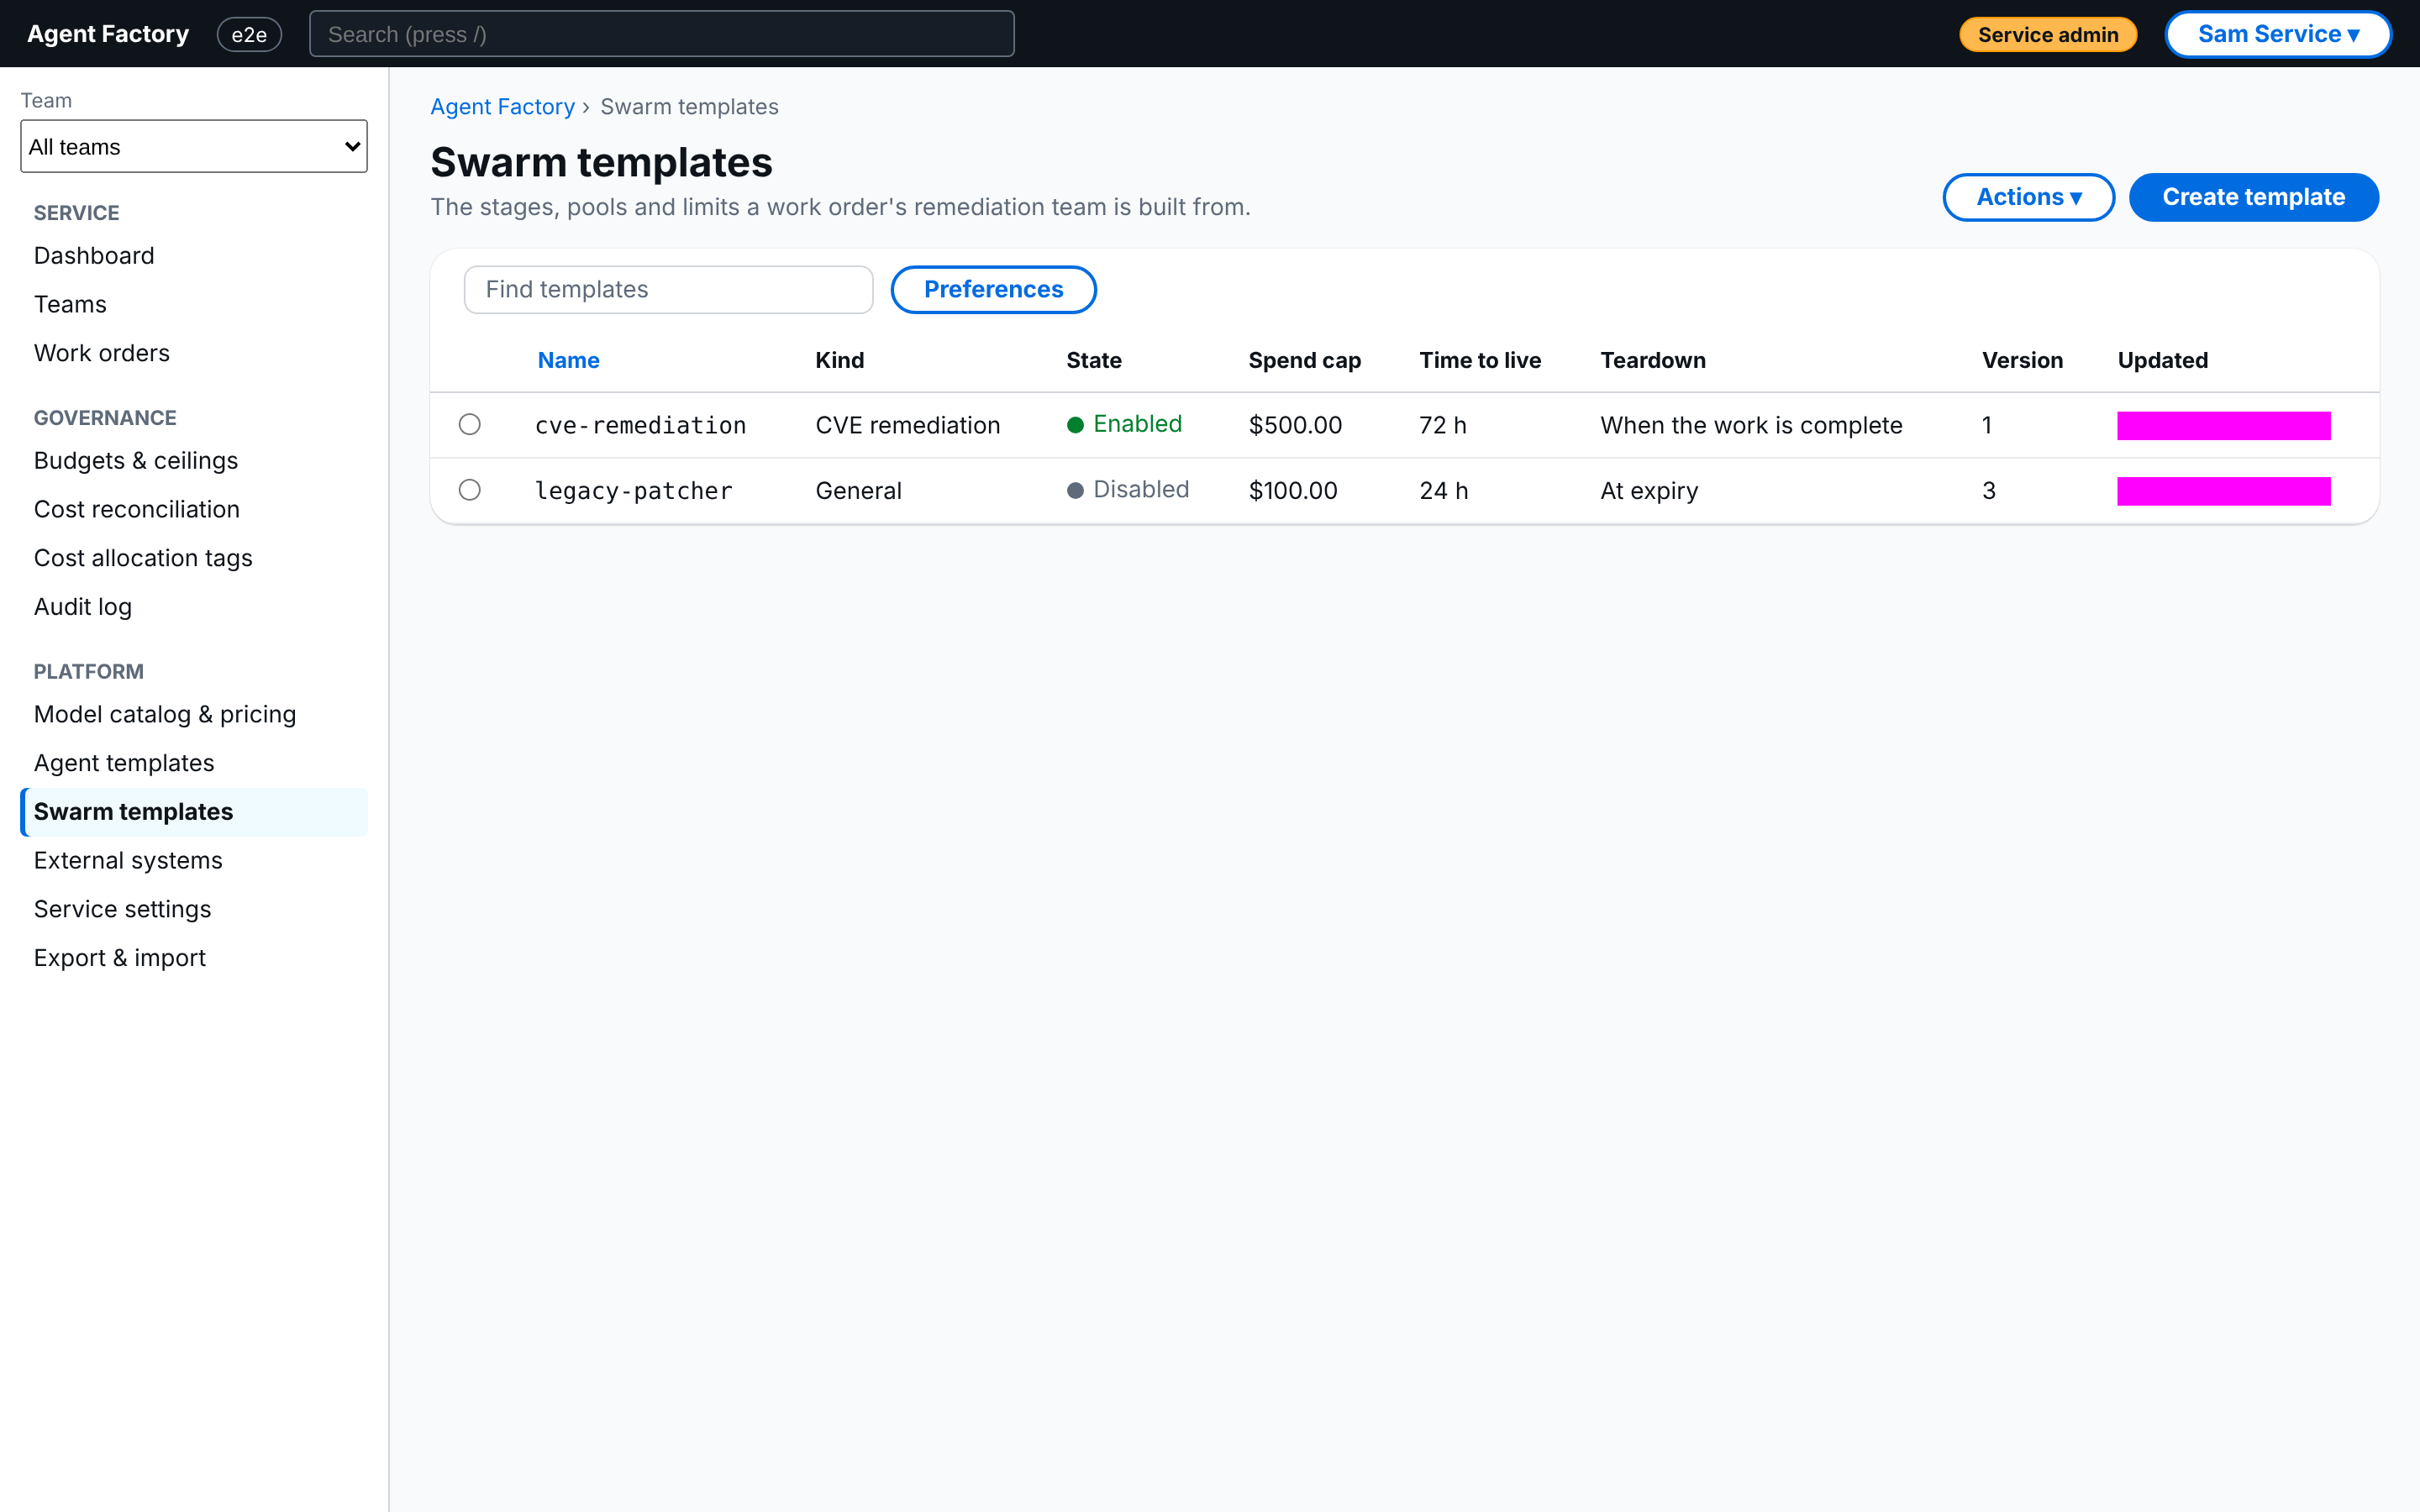 Agent Factory
e2e
Search (press /)
Service admin
Sam Service ▾
Team
All teams
SERVICE
Dashboard
Teams
Work orders
GOVERNANCE
Budgets & ceilings
Cost reconciliation
Cost allocation tags
Audit log
PLATFORM
Model catalog & pricing
Agent templates
Swarm templates
External systems
Service settings
Export & import
Agent Factory › Swarm templates
Swarm templates
The stages, pools and limits a work order's remediation team is built from.
Actions ▾
Create template
Find templates
Preferences
Name Kind State Spend cap Time to live Teardown Version Updated
cve-remediation CVE remediation Enabled $500.00 72 h When the work is complete 1
legacy-patcher General Disabled $100.00 24 h At expiry 3